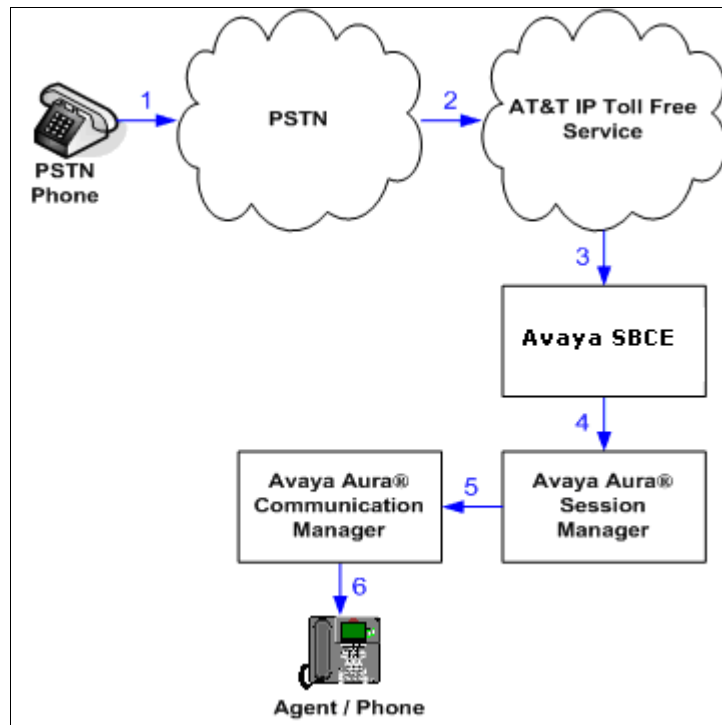 1
PSTN
2
AT&T IP Toll Free
Service
PSTN
Phone
3
Avaya SBCE
4
Avaya Aura®
Communication
Manager
5
Avaya Aura®
Session
Manager
6
Agent / Phone